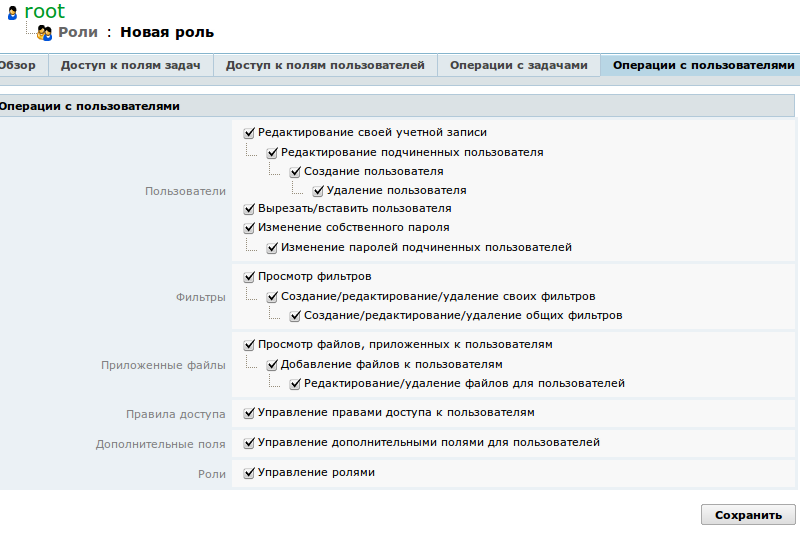 root
Роли : Новая роль
Обзор Доступ к полям задач Доступ к полям пользователей Операции с задачами Операции с пользователями
Операции с пользователями
Пользователи
Редактирование своей учетной записи
Редактирование подчиненных пользователя
Создание пользователя
Удаление пользователя
Вырезать/вставить пользователя
Изменение собственного пароля
Изменение паролей подчиненных пользователей
Фильтры
Просмотр фильтров
Создание/редактирование/удаление своих фильтров
Создание/редактирование/удаление общих фильтров
Приложенные файлы
Просмотр файлов, приложенных к пользователям
Добавление файлов к пользователям
Редактирование/удаление файлов для пользователей
Правила доступа
Управление правами доступа к пользователям
Дополнительные поля
Управление дополнительными полями для пользователей
Роли
Управление ролями
Сохранить